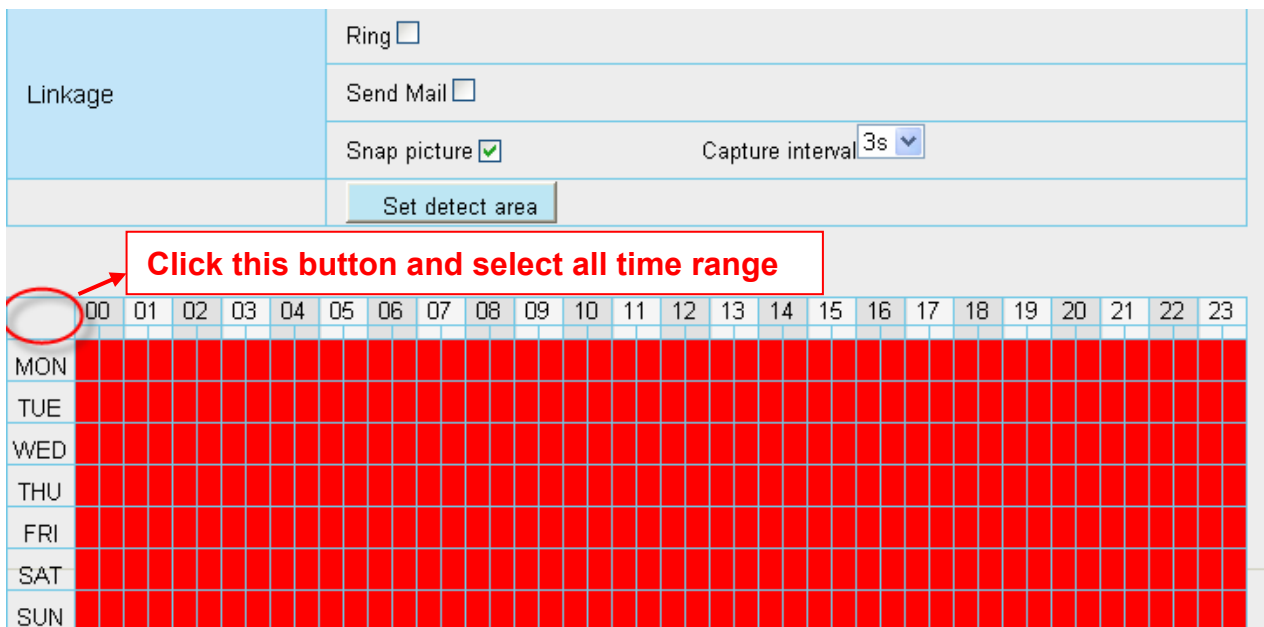 Ring
Linkage
Send Mail
Snap picture Capture interval 3s
Set detect area
Click this button and select all time range
00 01 02 03 04 05 06 07 08 09 10 11 12 13 14 15 16 17 18 19 20 21 22 23
MON
TUE
WED
THU
FRI
SAT
SUN